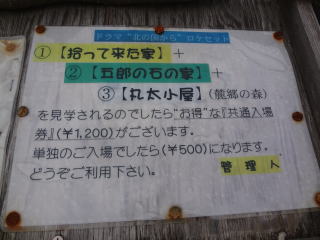 ドラマ“北の国から”ロケセット
①【拾って来た家】+
②【五郎の石の家】+
③【丸太小屋】(麓郷の森)
を見学されるのでしたら“お得”な『共通入場
券』(￥1,200)がございます.
単独のご入場でしたら(￥500)になります.
どうぞご利用下さい。
管理人